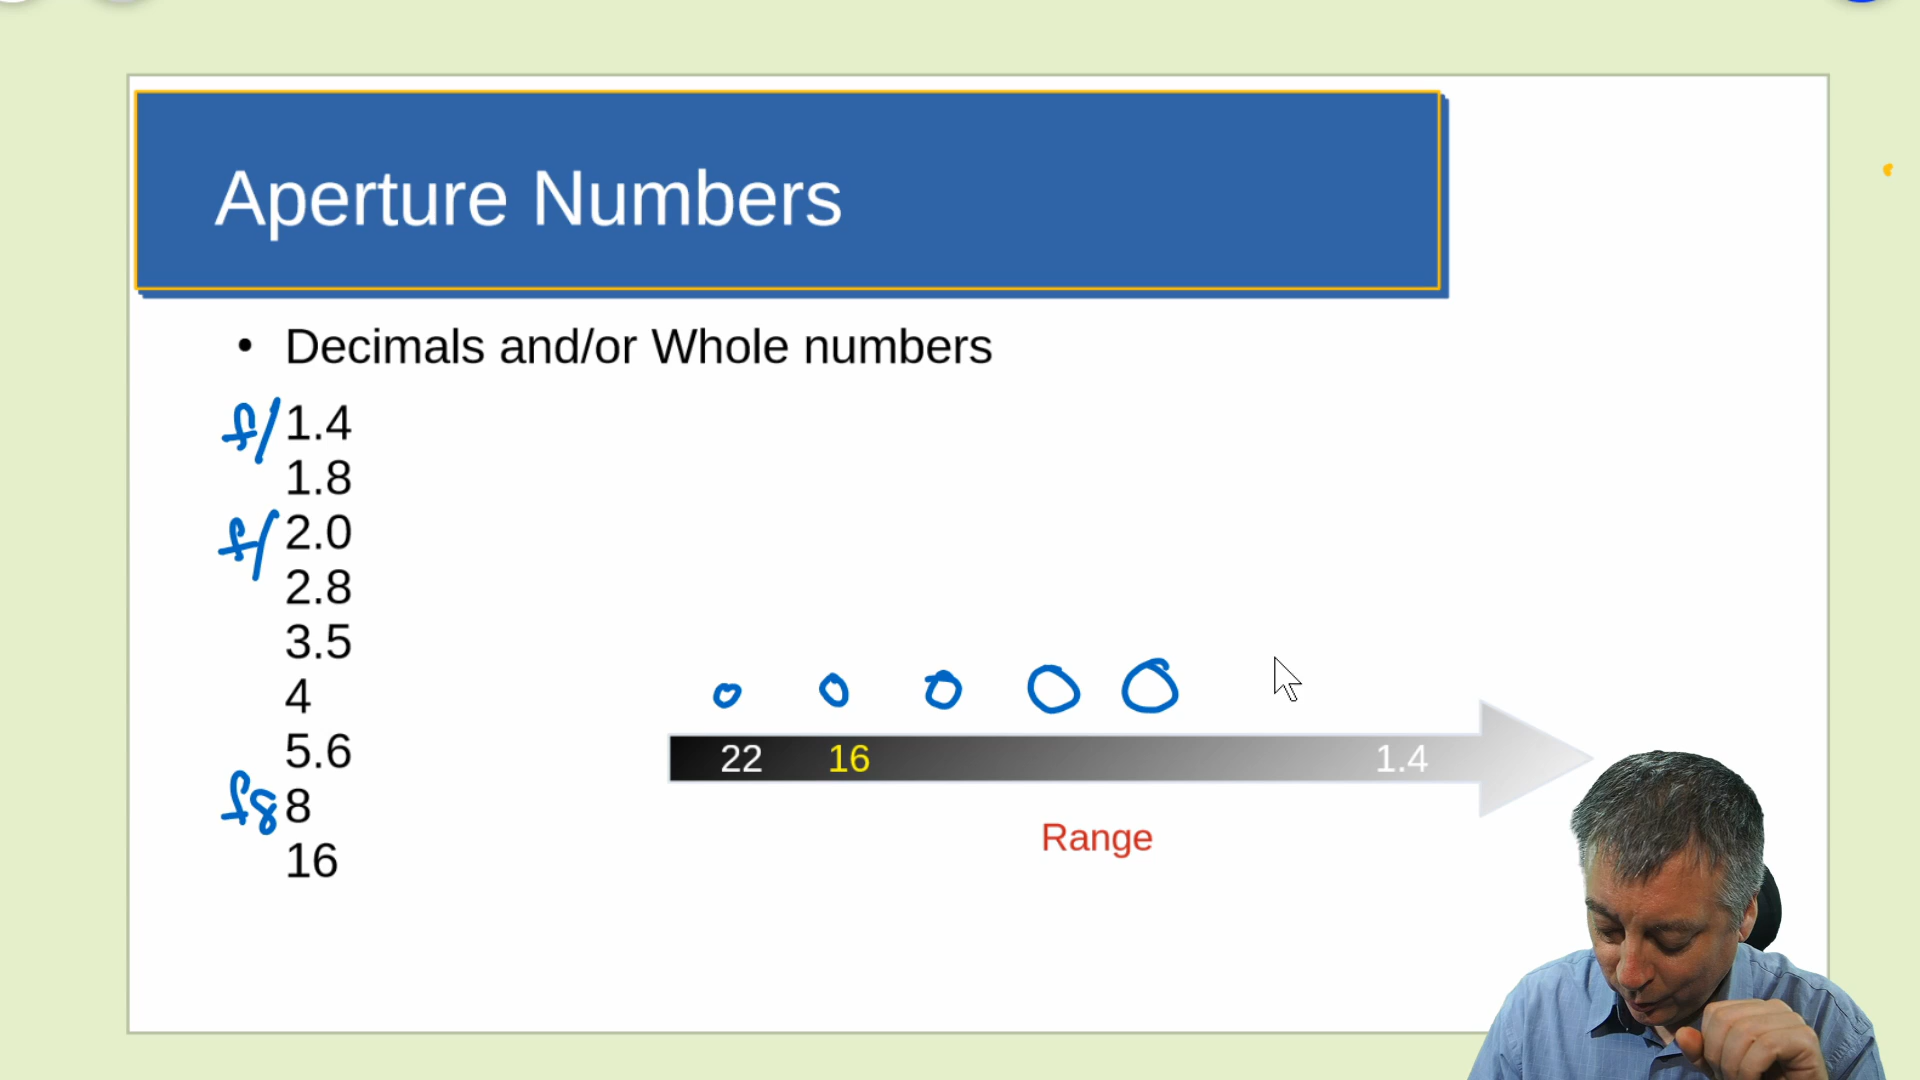 Aperture Numbers
• Decimals and/or Whole numbers
f/1.4
1.8
f/2.0
2.8
3.5
4
5.6
f8 8
16
22 16 1.4
Range